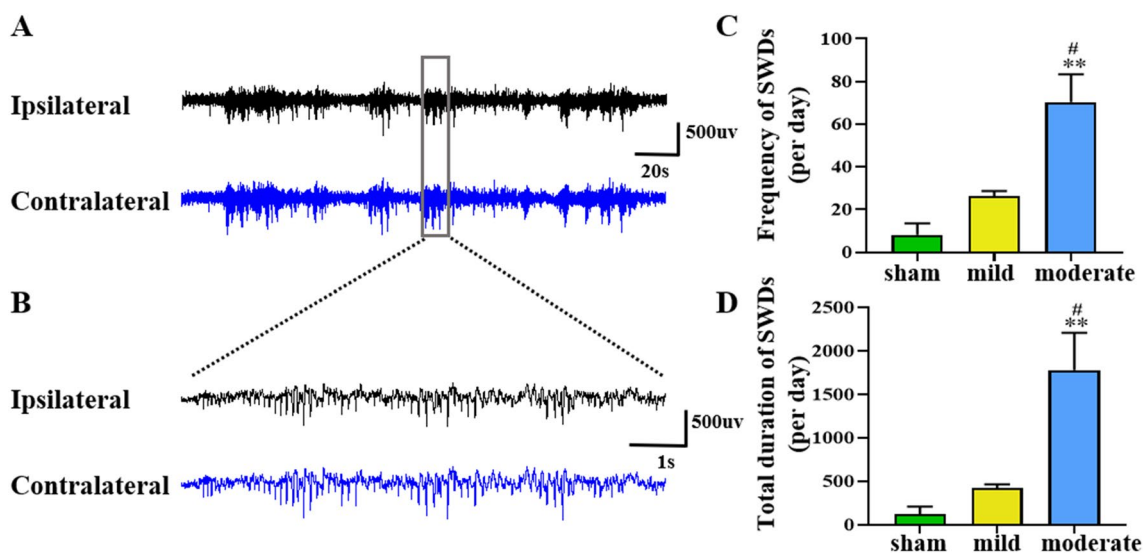 A
Ipsilateral
500uv
20s
Contralateral
B
Ipsilateral
500uv
1s
Contralateral
C
Frequency of SWDs
(per day)
100
80
60
40
20
0
#
**
sham mild moderate
D
Total duration of SWDs
(per day)
2500
2000
1500
1000
500
0
#
**
sham mild moderate